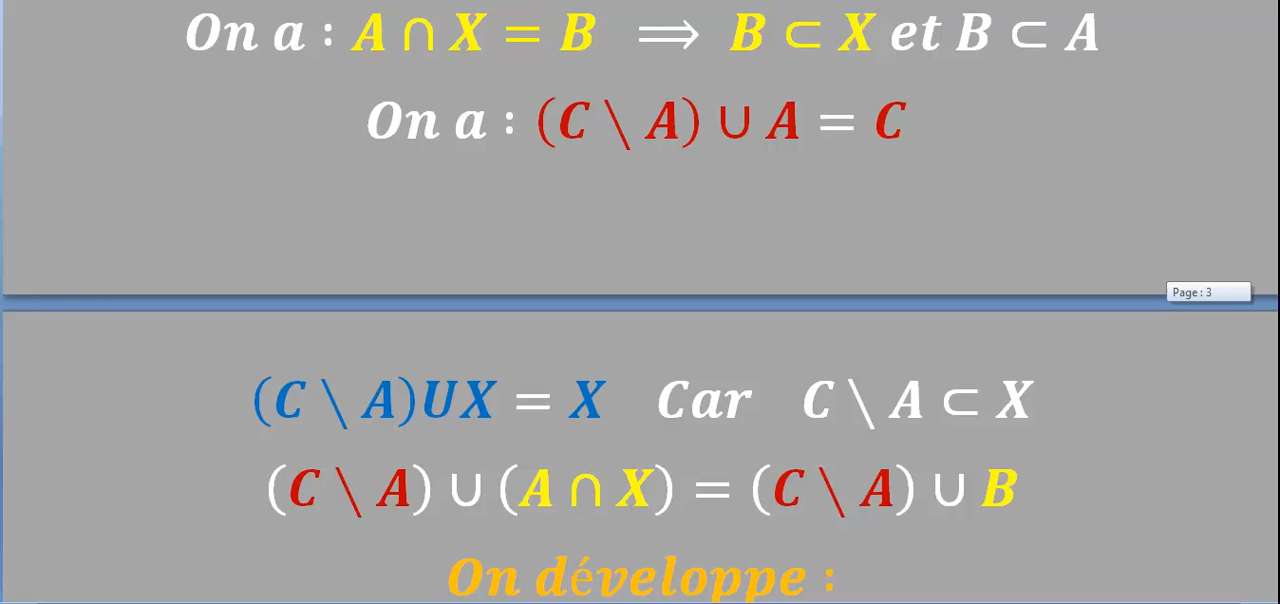 On a : A ∩ X = B ⟹ B ⊂ X et B ⊂ A
On a : (C \ A) ∪ A = C
Page: 3
(C \ A)UX = X Car C \ A ⊂ X
(C \ A) ∪ (A ∩ X) = (C \ A) ∪ B
On développe :